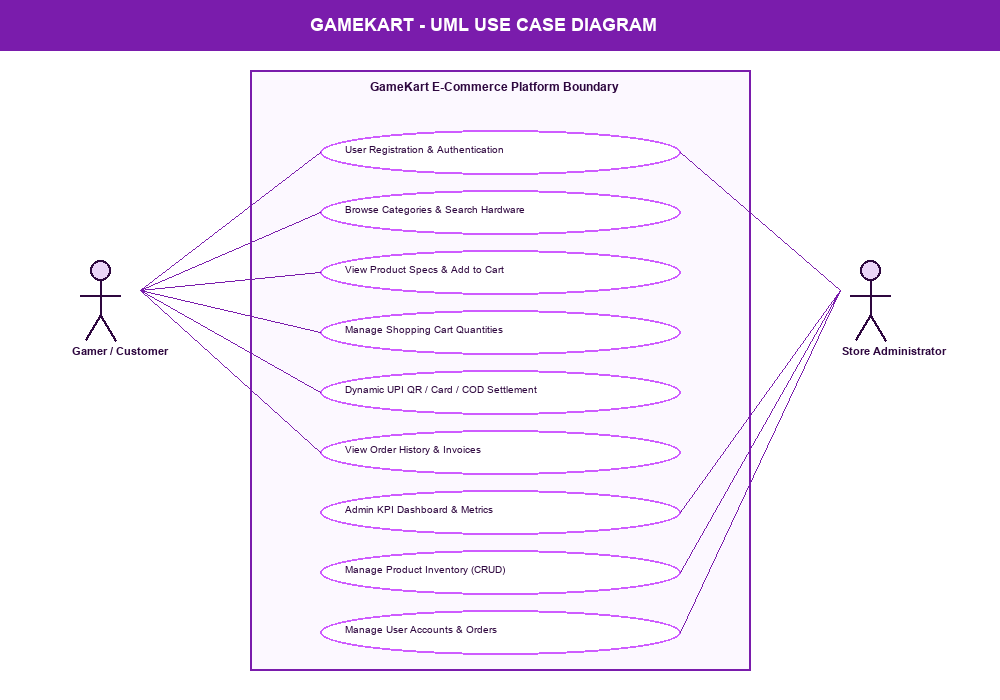 GAMEKART - UML USE CASE DIAGRAM
GameKart E-Commerce Platform Boundary
User Registration & Authentication
Browse Categories & Search Hardware
View Product Specs & Add to Cart
Manage Shopping Cart Quantities
Gamer / Customer
Store Administrator
Dynamic UPI QR / Card / COD Settlement
View Order History & Invoices
Admin KPI Dashboard & Metrics
Manage Product Inventory (CRUD)
Manage User Accounts & Orders